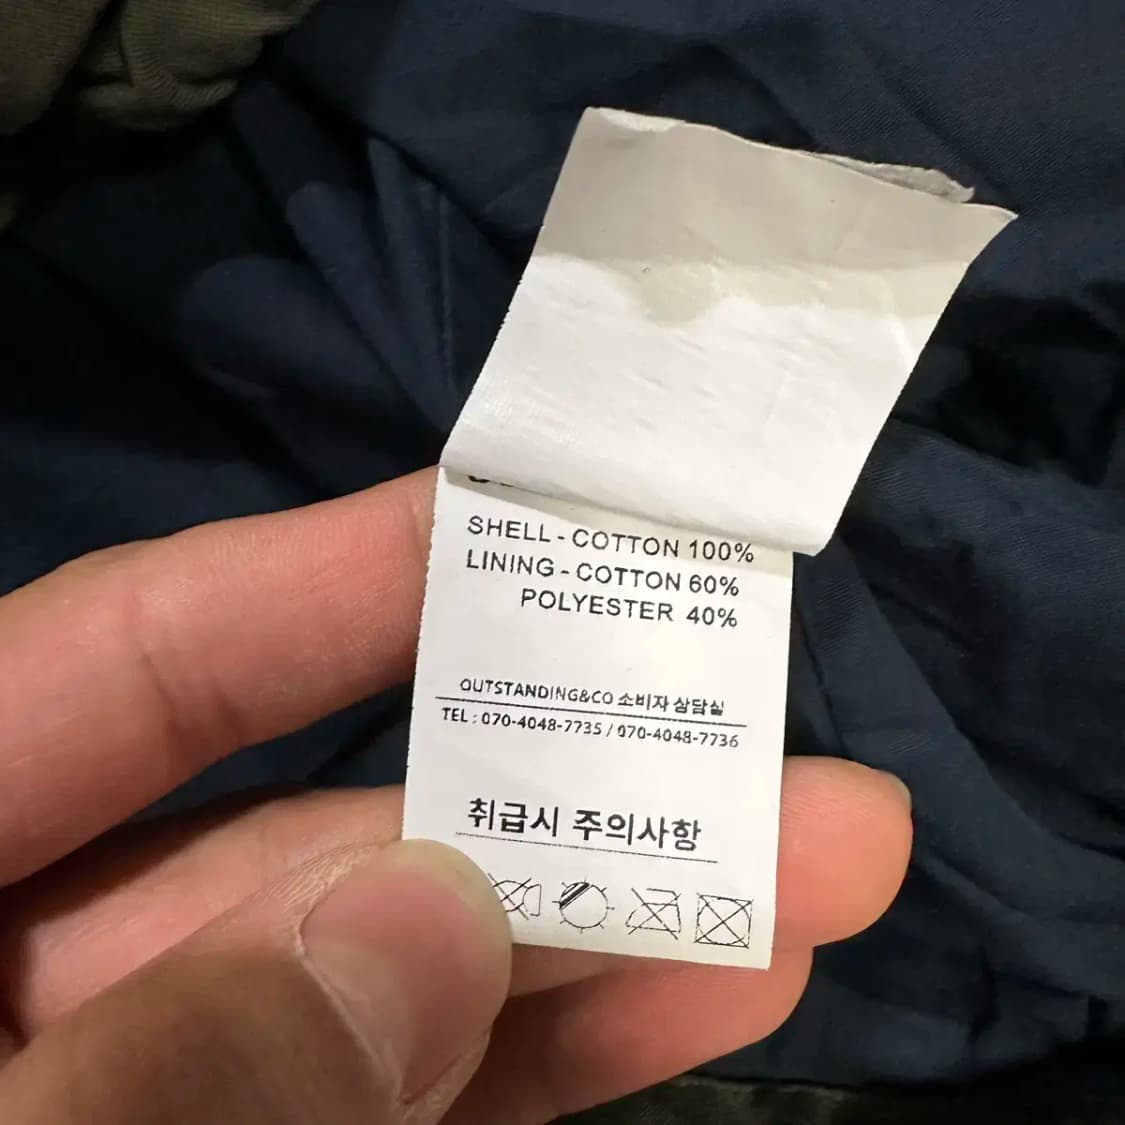 SHELL - COTTON 100%
LINING - COTTON 60%
POLYESTER 40%
OUTSTANDING&CO 소비자 상담실
TEL : 070-4048-7735 / 070-4048-7736
취급시 주의사항